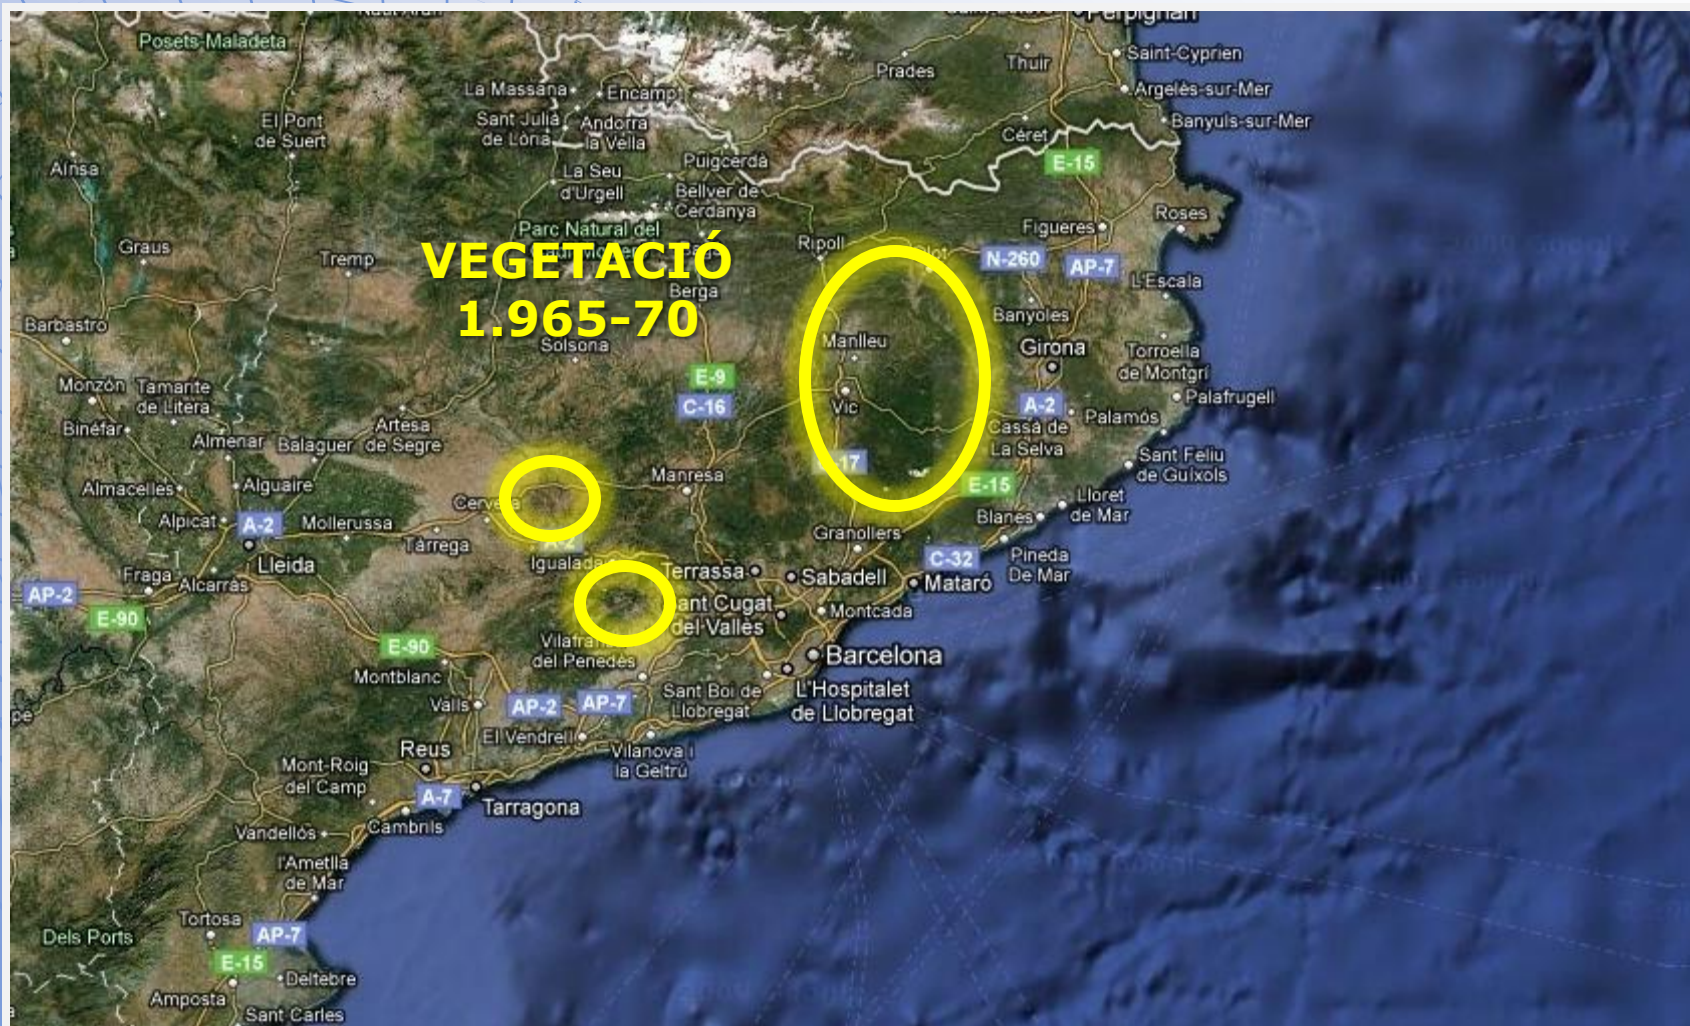 Perpignan
Posets-Maladeta
Saint-Cyprien
Prades
Thuir
La Massana
Encamp
Argelès-sur-Mer
El Pont
de Suert
Sant Julià
de Lòria
Andorra
la Vella
Céret
Banyuls-sur-Mer
E-15
Aínsa
Puigcerdà
La Seu
d'Urgell
Bellver de
Cerdanya
Roses
Parc Natural del
Figueres
Graus
Tremp
Ripoll
N-260
AP-7
VEGETACIÓ
1.965-70
L'Escala
Berga
Banyoles
Barbastro
Solsona
Manlleu
Girona
Torroella
de Montgrí
E-9
C-16
Monzón
Tamarite
de Litera
Vic
A-2
Palafrugell
Palamós
Binéfar
Artesa
de Segre
Cassà de
La Selva
Almenar
Balaguer
Sant Feliu
de Guíxols
Almacelles
Alguaire
Manresa
E-15
Cervera
Lloret
de Mar
Alpicat
A-2
Mollerussa
Blanes
Tàrrega
Granollers
Lleida
Igualada
C-32
Pineda
De Mar
Fraga
Alcarràs
Terrassa
Sabadell
Mataró
AP-2
E-90
Sant Cugat
del Vallès
Montcada
E-90
Vilafranca
del Penedès
Barcelona
Montblanc
Sant Boi de
Llobregat
L'Hospitalet
de Llobregat
Valls
AP-2
AP-7
El Vendrell
Reus
Vilanova i
la Geltrú
Mont-Roig
del Camp
A-7
Tarragona
Vandellòs
Cambrils
l'Ametlla
de Mar
Tortosa
AP-7
Dels Ports
E-15
Deltebre
Amposta
Sant Carles